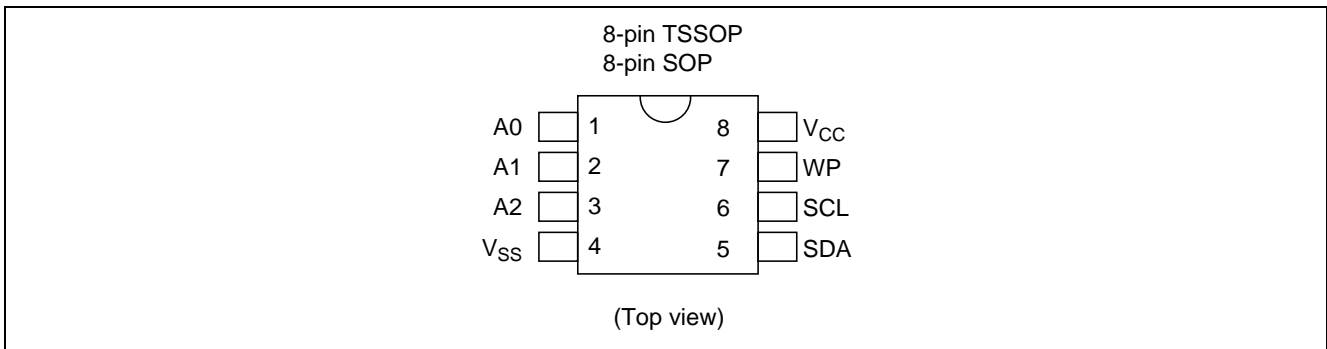 8-pin TSSOP
8-pin SOP
A0 1 8 VCC
A1 2 7 WP
A2 3 6 SCL
VSS 4 5 SDA
(Top view)